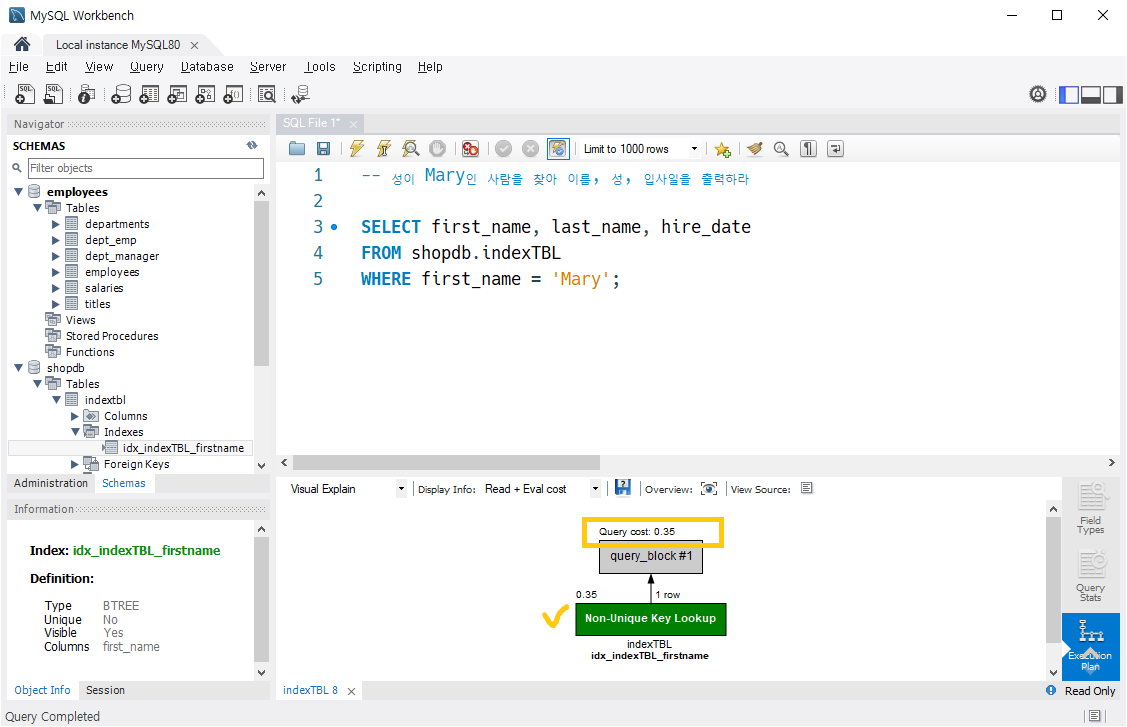 MySQL Workbench
Local instance MySQL80
File Edit View Query Database Server Tools Scripting Help
Navigator
SCHEMAS
Filter objects
employees
Tables
departments
dept_emp
dept_manager
employees
salaries
titles
Views
Stored Procedures
Functions
shopdb
Tables
indextbl
Columns
Indexes
idx_indexTBL_firstname
Foreign Keys
Administration Schemas
Information
Index: idx_indexTBL_firstname
Definition:
Type BTREE
Unique No
Visible Yes
Columns first_name
Object Info Session
Query Completed
SQL File 1*
Limit to 1000 rows
1 -- 성이 Mary인 사람을 찾아 이름, 성, 입사일을 출력하라
2
3 SELECT first_name, last_name, hire_date
4 FROM shopdb.indexTBL
5 WHERE first_name = 'Mary';
Visual Explain Display Info: Read + Eval cost Overview: View Source:
Query cost: 0.35
query_block #1
0.35 1 row
Non-Unique Key Lookup
indexTBL
idx_indexTBL_firstname
Field
Types
Query
Stats
Execution
Plan
indexTBL 8
Read Only